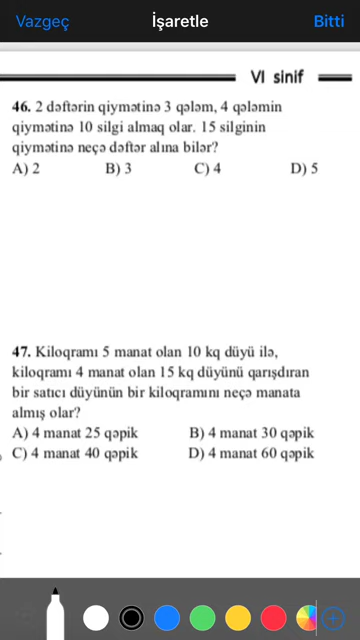 Vazgeç İşaretle Bitti
VI sinif
46. 2 dəftərin qiymətinə 3 qələm, 4 qələmin
qiymətinə 10 silgi almaq olar. 15 silginin
qiymətinə neçə dəftər alına bilər?
A) 2 B) 3 C) 4 D) 5
47. Kiloqramı 5 manat olan 10 kq düyü ilə,
kiloqramı 4 manat olan 15 kq düyünü qarışdıran
bir satıcı düyünün bir kiloqramını neçə manata
almış olar?
A) 4 manat 25 qəpik B) 4 manat 30 qəpik
C) 4 manat 40 qəpik D) 4 manat 60 qəpik